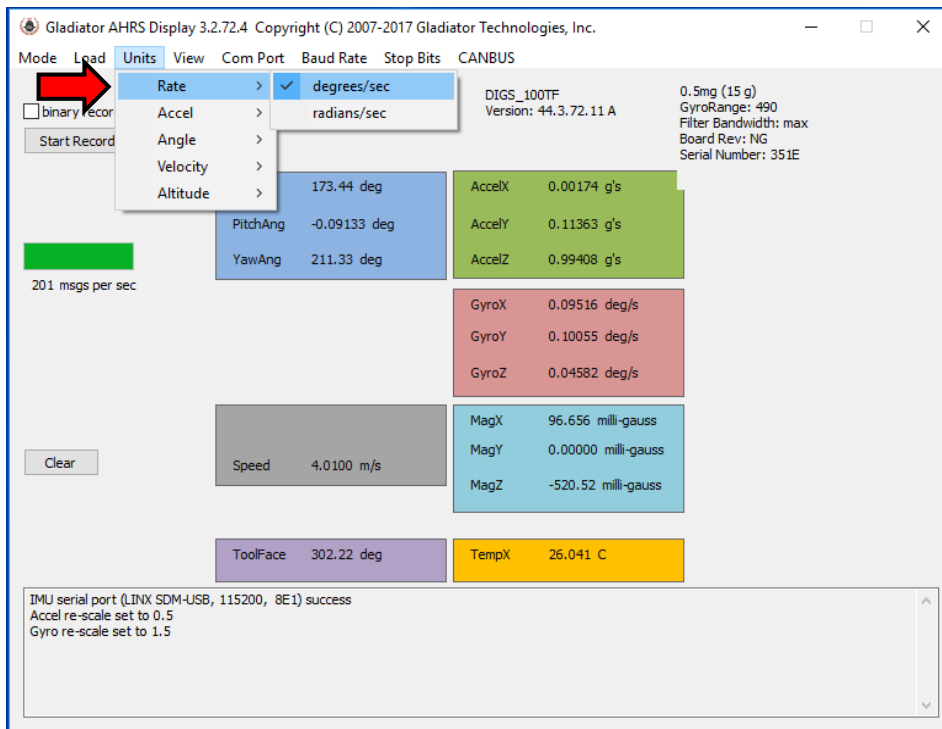 Gladiator AHRS Display 3.2.72.4 Copyright (C) 2007-2017 Gladiator Technologies, Inc.
Mode Load Units View Com Port Baud Rate Stop Bits CANBUS
Rate > degrees/sec
Accel > radians/sec
Angle >
Velocity >
Altitude >
binary recor
Start Record
DIGS_100TF
Version: 44.3.72.11 A
0.5mg (15 g)
GyroRange: 490
Filter Bandwidth: max
Board Rev: NG
Serial Number: 351E
173.44 deg
PitchAng -0.09133 deg
YawAng 211.33 deg
AccelX 0.00174 g's
AccelY 0.11363 g's
AccelZ 0.99408 g's
201 msgs per sec
GyroX 0.09516 deg/s
GyroY 0.10055 deg/s
GyroZ 0.04582 deg/s
Clear
Speed 4.0100 m/s
MagX 96.656 milli-gauss
MagY 0.00000 milli-gauss
MagZ -520.52 milli-gauss
ToolFace 302.22 deg
TempX 26.041 C
IMU serial port (LINX SDM-USB, 115200, 8E1) success
Accel re-scale set to 0.5
Gyro re-scale set to 1.5